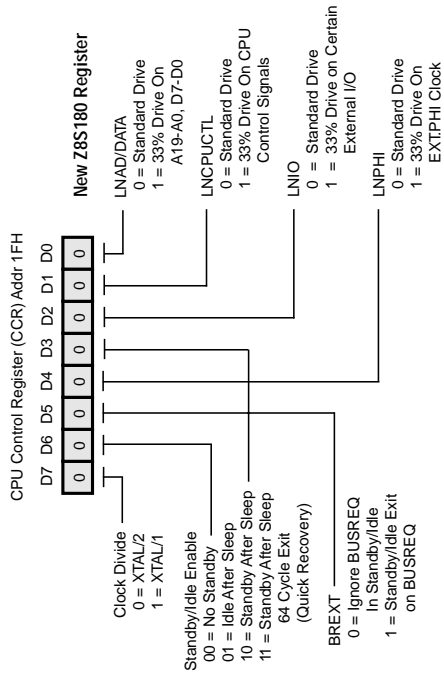 CPU Control Register (CCR) Addr 1FH
D7 D6 D5 D4 D3 D2 D1 D0
0 0 0 0 0 0 0 0
New Z8S180 Register
Clock Divide
0 = XTAL/2
1 = XTAL/1
Standby/Idle Enable
00 = No Standby
01 = Idle After Sleep
10 = Standby After Sleep
11 = Standby After Sleep
64 Cycle Exit
(Quick Recovery)
BREXT
0 = Ignore BUSREQ
In Standby/Idle
1 = Standby/Idle Exit
on BUSREQ
LNAD/DATA
0 = Standard Drive
1 = 33% Drive On
A19-A0, D7-D0
LNCPUCTL
0 = Standard Drive
1 = 33% Drive On CPU
Control Signals
LNIO
0 = Standard Drive
1 = 33% Drive on Certain
External I/O
LNPHI
0 = Standard Drive
1 = 33% Drive On
EXT.PHI Clock